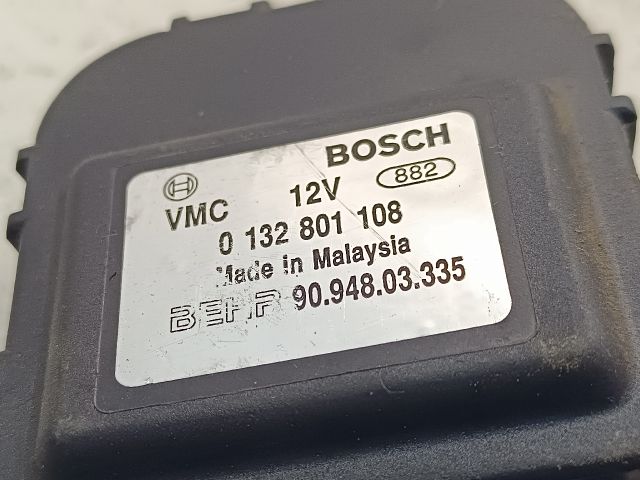 BOSCH
VMC 12V 882
0 132 801 108
Made in Malaysia
BEHR 90.948.03.335